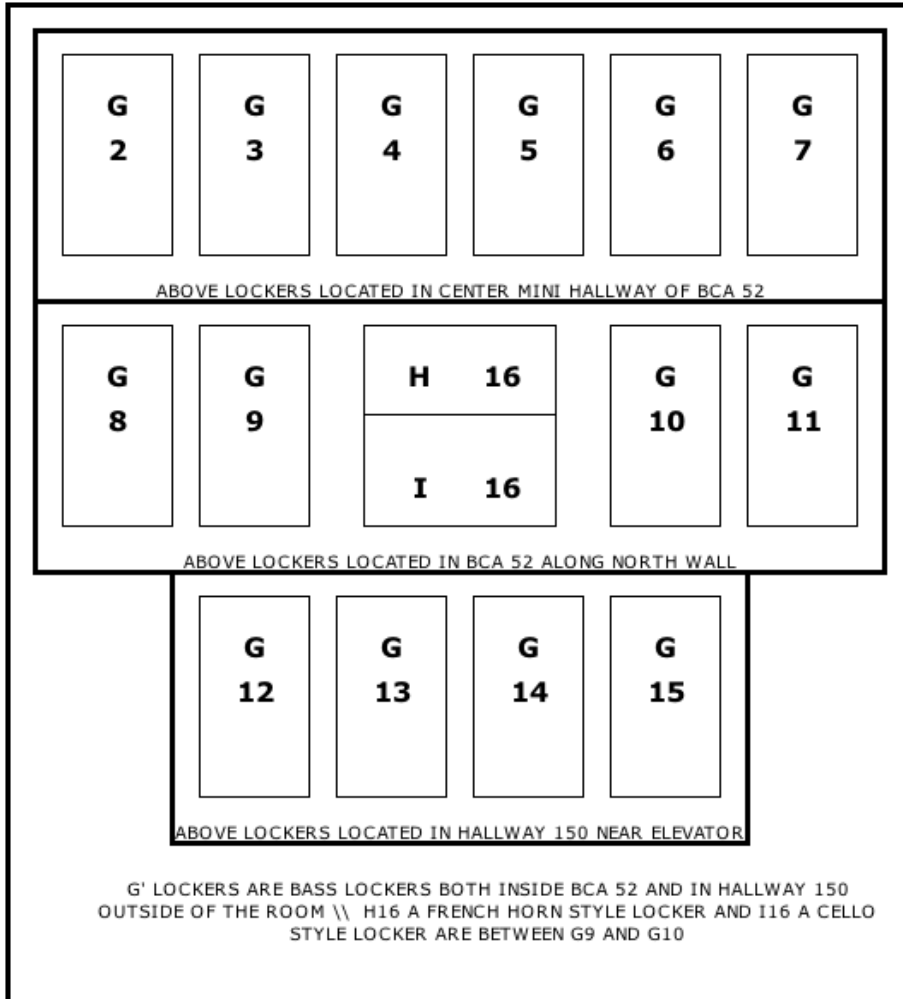 G G G G G G
2 3 4 5 6 7
ABOVE LOCKERS LOCATED IN CENTER MINI HALLWAY OF BCA 52
G G H 16 G G
8 9 10 11
I 16
ABOVE LOCKERS LOCATED IN BCA 52 ALONG NORTH WALL
G G G G
12 13 14 15
ABOVE LOCKERS LOCATED IN HALLWAY 150 NEAR ELEVATOR
G' LOCKERS ARE BASS LOCKERS BOTH INSIDE BCA 52 AND IN HALLWAY 150
OUTSIDE OF THE ROOM \\ H16 A FRENCH HORN STYLE LOCKER AND I16 A CELLO
STYLE LOCKER ARE BETWEEN G9 AND G10